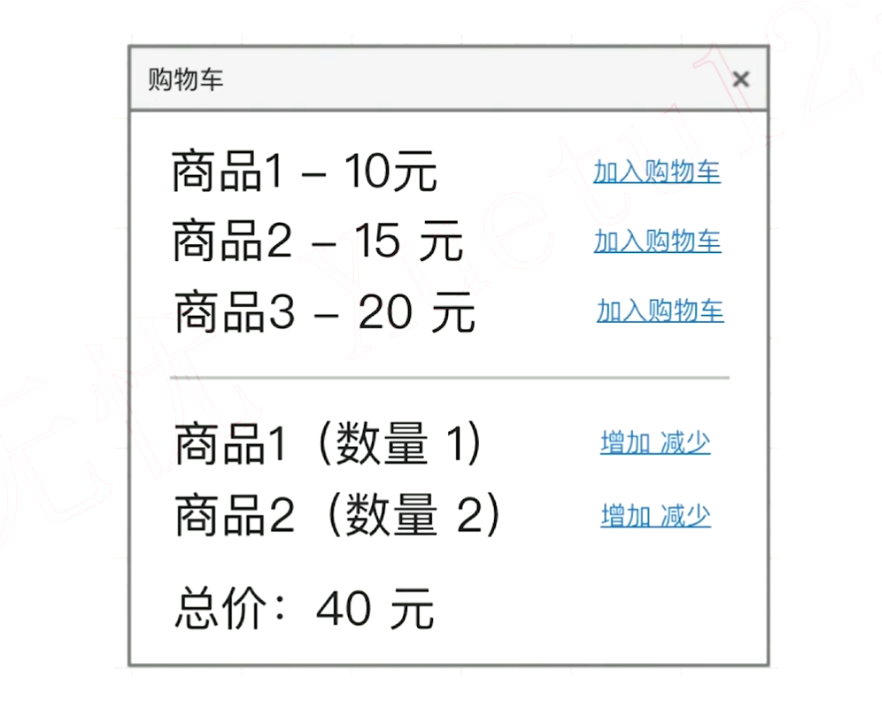 购物车 ×
商品1 – 10元 加入购物车
商品2 – 15 元 加入购物车
商品3 – 20 元 加入购物车
商品1（数量 1） 增加 减少
商品2（数量 2） 增加 减少
总价：40 元